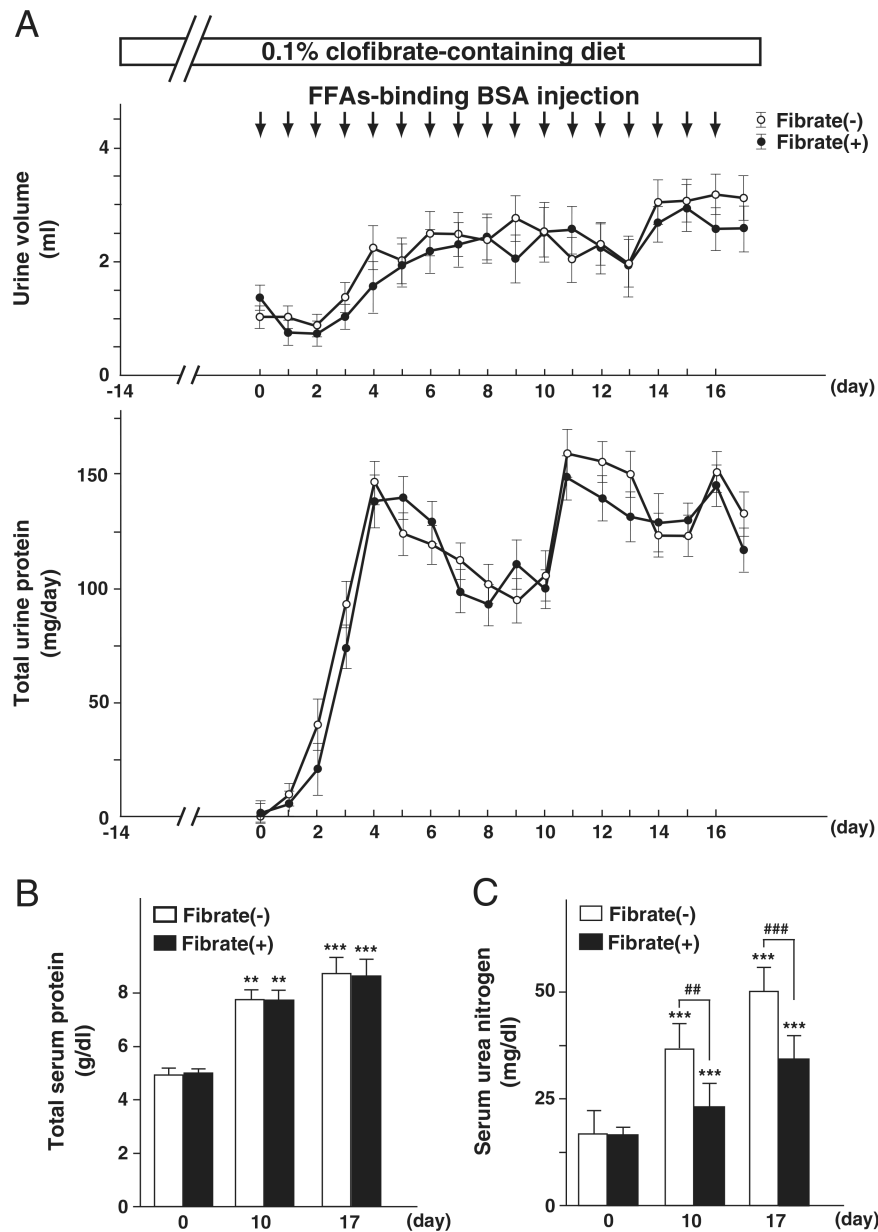 A
0.1% clofibrate-containing diet
FFAs-binding BSA injection
Fibrate(-)
Fibrate(+)
Urine volume
(ml)
4
2
0
-14
0 2 4 6 8 10 12 14 16
(day)
Total urine protein
(mg/day)
150
100
50
0
-14
0 2 4 6 8 10 12 14 16
(day)
B
Fibrate(-)
Fibrate(+)
Total serum protein
(g/dl)
8
6
4
2
0
** **
*** ***
0 10 17 (day)
C
Fibrate(-)
Fibrate(+)
Serum urea nitrogen
(mg/dl)
50
25
0
##
***
***
###
***
***
0 10 17 (day)